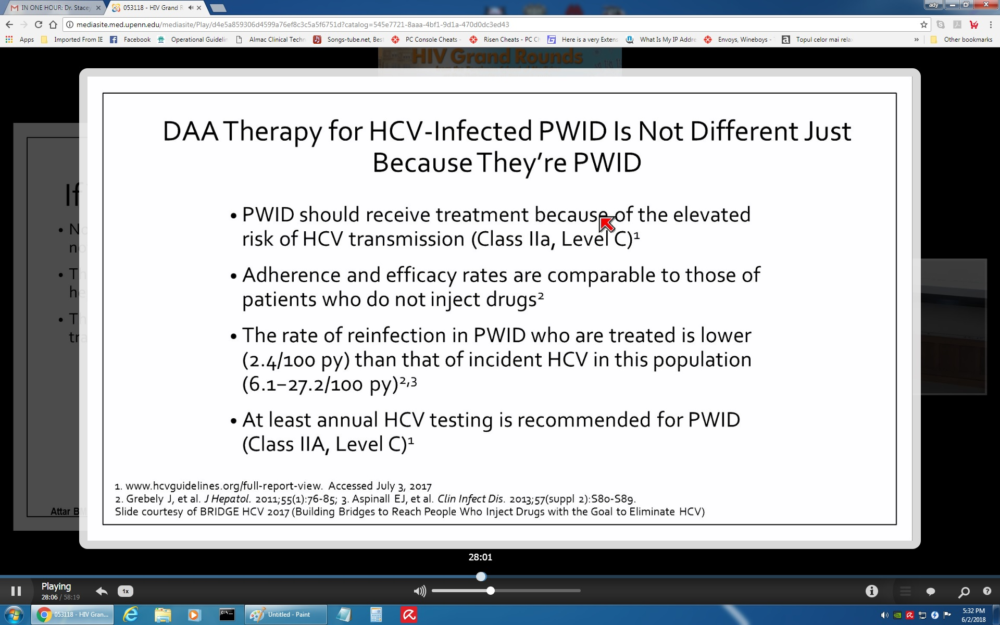 IN ONE HOUR: Dr. Stacey
053118 - HIV Grand R
ady
mediasite.med.upenn.edu/mediasite/Play/d4e5a859306d4599a76ef8c3c5a5f6751d?catalog=545e7721-8aaa-4bf1-9d1a-470d0dc3ed43
Apps Imported From IE Facebook Operational Guidelin Almac Clinical Techn Songs-tube.net, Bes PC Console Cheats - Risen Cheats - PC Ch Here is a very Extens What Is My IP Addre Envoys, Wineboys - Topul celor mai rela » Other bookmarks
HIV Grand Rounds
DAA Therapy for HCV-Infected PWID Is Not Different Just
Because They're PWID
If
• PWID should receive treatment because of the elevated
risk of HCV transmission (Class IIa, Level C)1
• Adherence and efficacy rates are comparable to those of
patients who do not inject drugs2
• The rate of reinfection in PWID who are treated is lower
(2.4/100 py) than that of incident HCV in this population
(6.1–27.2/100 py)2,3
• At least annual HCV testing is recommended for PWID
(Class IIA, Level C)1
1. www.hcvguidelines.org/full-report-view. Accessed July 3, 2017
2. Grebely J, et al. J Hepatol. 2011;55(1):76-85; 3. Aspinall EJ, et al. Clin Infect Dis. 2013;57(suppl 2):S80-S89.
Slide courtesy of BRIDGE HCV 2017 (Building Bridges to Reach People Who Inject Drugs with the Goal to Eliminate HCV)
Attar BM
28:01
Playing
28:06 / 58:19
1x
053118 - HIV Gran...
Untitled - Paint
5:32 PM
6/2/2018